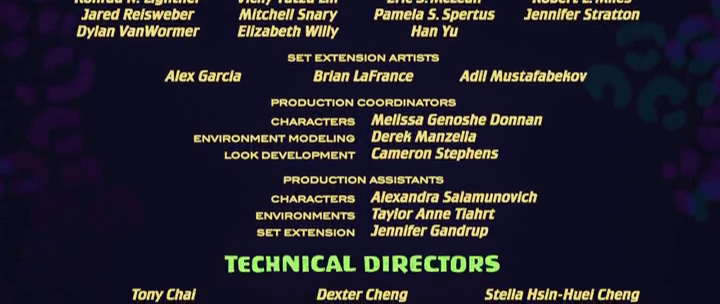 Jared Reisweber Mitchell Snary Pamela S. Spertus Jennifer Stratton
Dylan VanWormer Elizabeth Willy Han Yu
SET EXTENSION ARTISTS
Alex Garcia Brian LaFrance Adil Mustafabekov
PRODUCTION COORDINATORS
CHARACTERS Melissa Genoshe Donnan
ENVIRONMENT MODELING Derek Manzella
LOOK DEVELOPMENT Cameron Stephens
PRODUCTION ASSISTANTS
CHARACTERS Alexandra Salamunovich
ENVIRONMENTS Taylor Anne Tiahrt
SET EXTENSION Jennifer Gandrup
TECHNICAL DIRECTORS
Tony Chai Dexter Cheng Stella Hsin-Huei Cheng